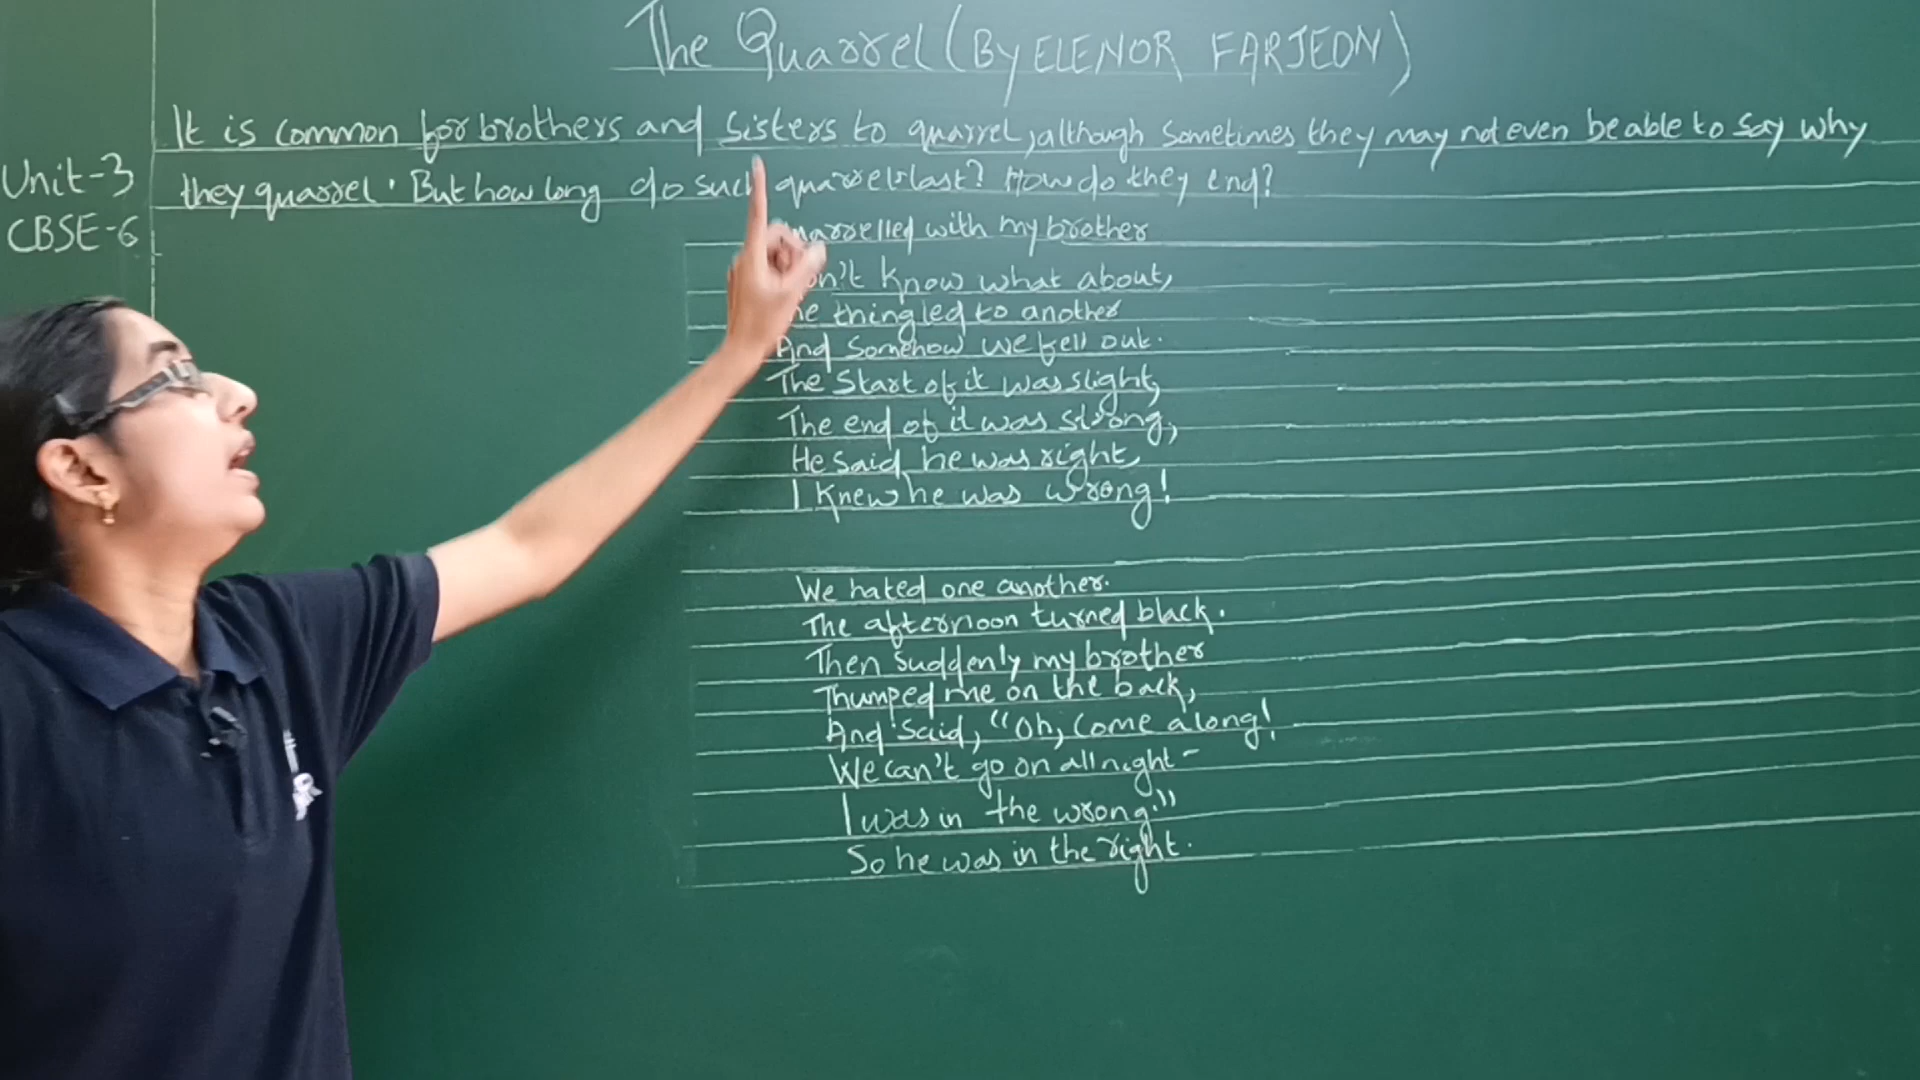 The Quarrel (BY ELENOR FARJEON)
It is common for brothers and sisters to quarrel, although sometimes they may not even be able to say why
Unit-3
they quarrel. But how long do such quarrels last? How do they end?
CBSE-6
with my brother
know what about,
thing led to another
And somehow we fell out.
The start of it was slight,
The end of it was strong,
He said he was right,
I knew he was wrong!
We hated one another.
The afternoon turned black.
Then suddenly my brother
Thumped me on the back,
And said, "Oh, come along!
We can't go on all night -
I was in the wrong."
So he was in the right.